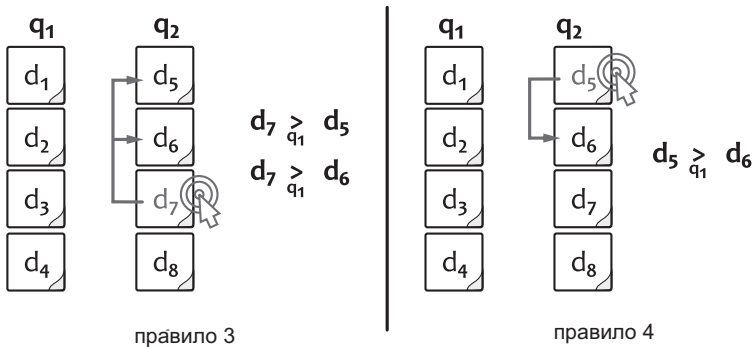 q₁ q₂
d₁ d₅
d₂ d₆
d₃ d₇
d₄ d₈
d₇ >q₁ d₅
d₇ >q₁ d₆
правило 3
q₁ q₂
d₁ d₅
d₂ d₆
d₃ d₇
d₄ d₈
d₅ >q₁ d₆
правило 4